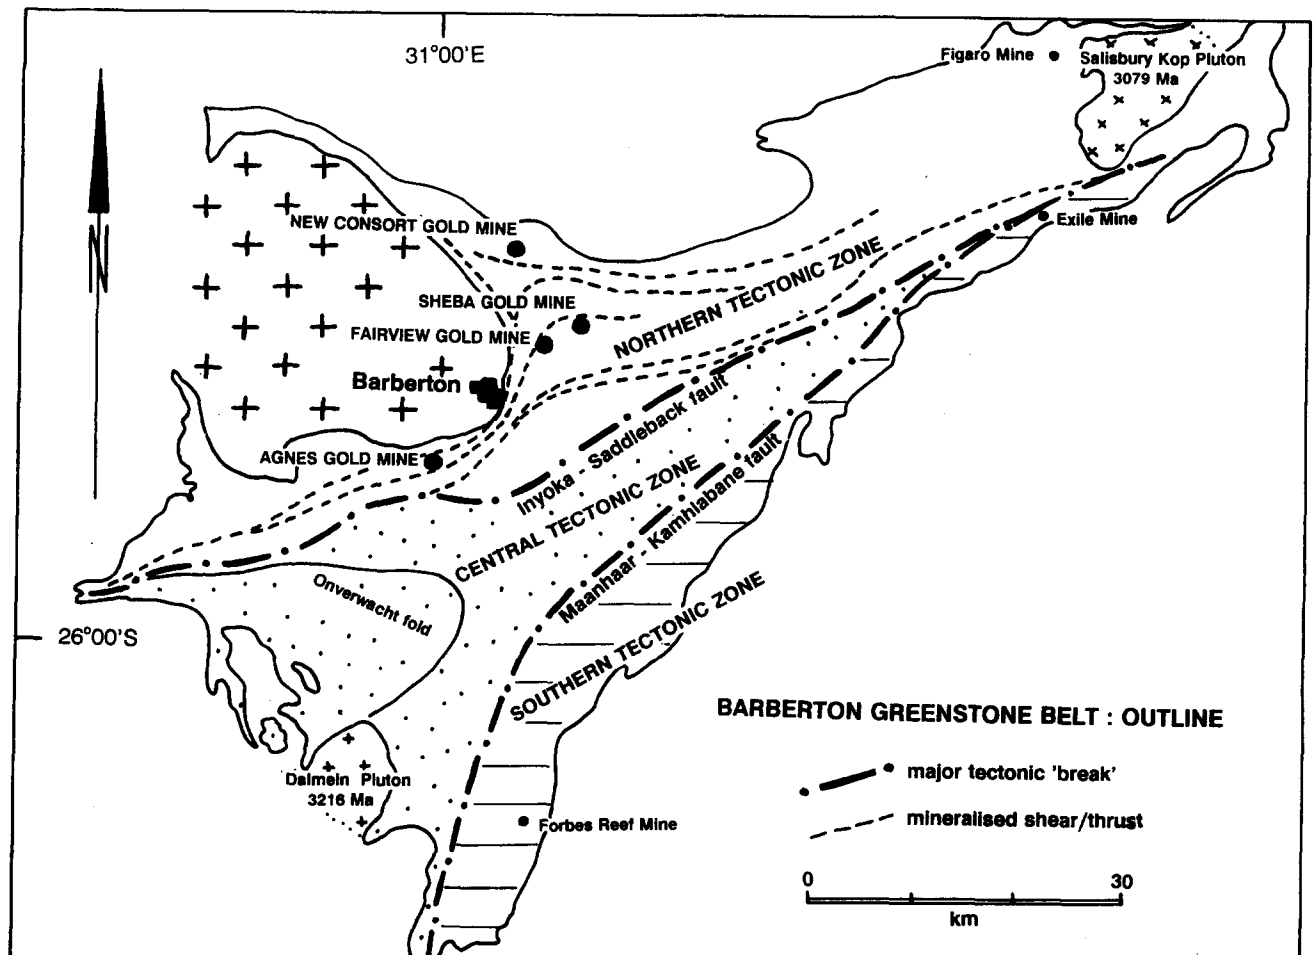 31°00'E
Figaro Mine
Salisbury Kop Pluton
3079 Ma
N
NEW CONSORT GOLD MINE
Exile Mine
SHEBA GOLD MINE
NORTHERN TECTONIC ZONE
FAIRVIEW GOLD MINE
Barberton
AGNES GOLD MINE
Inyoka - Saddleback fault
CENTRAL TECTONIC ZONE
Maanhaar - Kamhlabane fault
Onverwacht fold
26°00'S
SOUTHERN TECTONIC ZONE
BARBERTON GREENSTONE BELT : OUTLINE
major tectonic 'break'
Dalmein Pluton
3216 Ma
mineralised shear/thrust
Forbes Reef Mine
0 30
km